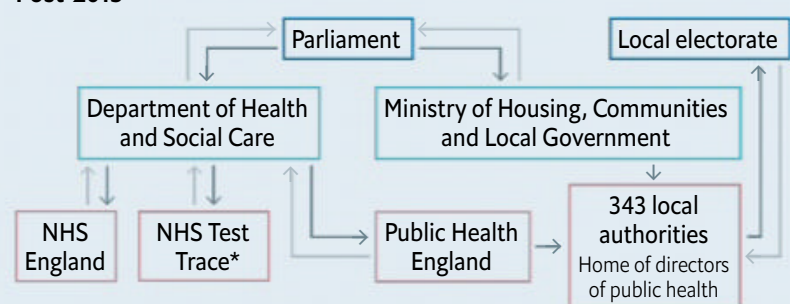 Parliament
Local electorate
Department of Health
and Social Care
Ministry of Housing, Communities
and Local Government
NHS
England
NHS Test
Trace*
Public Health
England
343 local
authorities
Home of directors
of public health